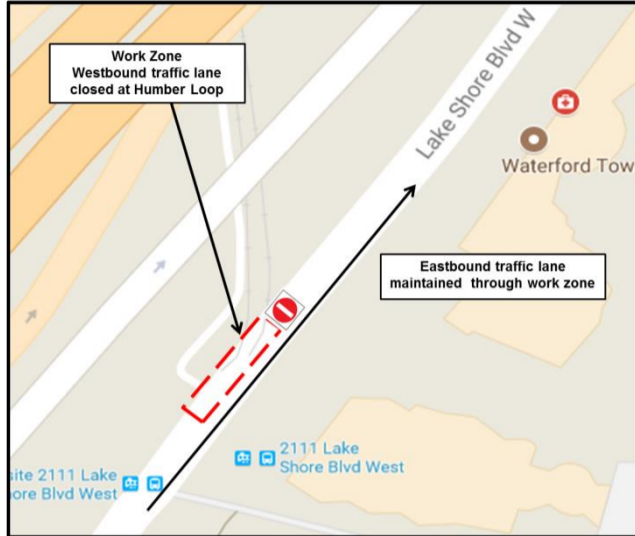 Work Zone
Westbound traffic lane
closed at Humber Loop
Lake Shore Blvd W
Waterford Tow
Eastbound traffic lane
maintained through work zone
2111 Lake
Shore Blvd West
site 2111 Lake
ore Blvd West